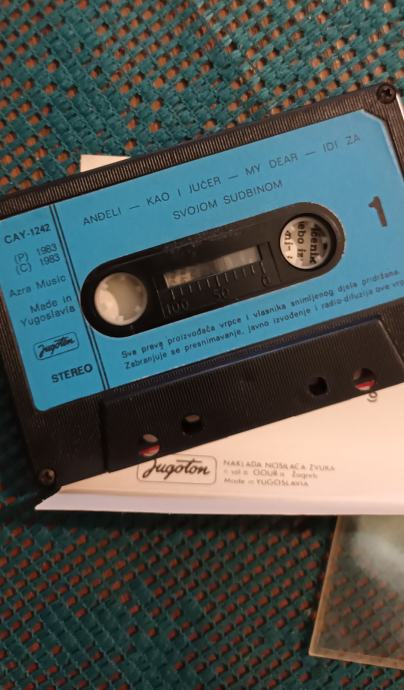 ANĐELI — KAO I JUČER — MY DEAR — IDI ZA
SVOJOM SUDBINOM
CAY-1242
(P) 1983
(C) 1983
Azra Music
Made in
Yugoslavia
Jugoton
STEREO
1
100 50 0
Sva prava proizvođača vrpce i vlasnika snimljenog djela pridržana.
Zabranjuje se presnimavanje, javno izvođenje i radio-difuzija ove
Jugoton
NAKLADA NOSILACA ZVUKA
Zagreb
Made in YUGOSLAVIA